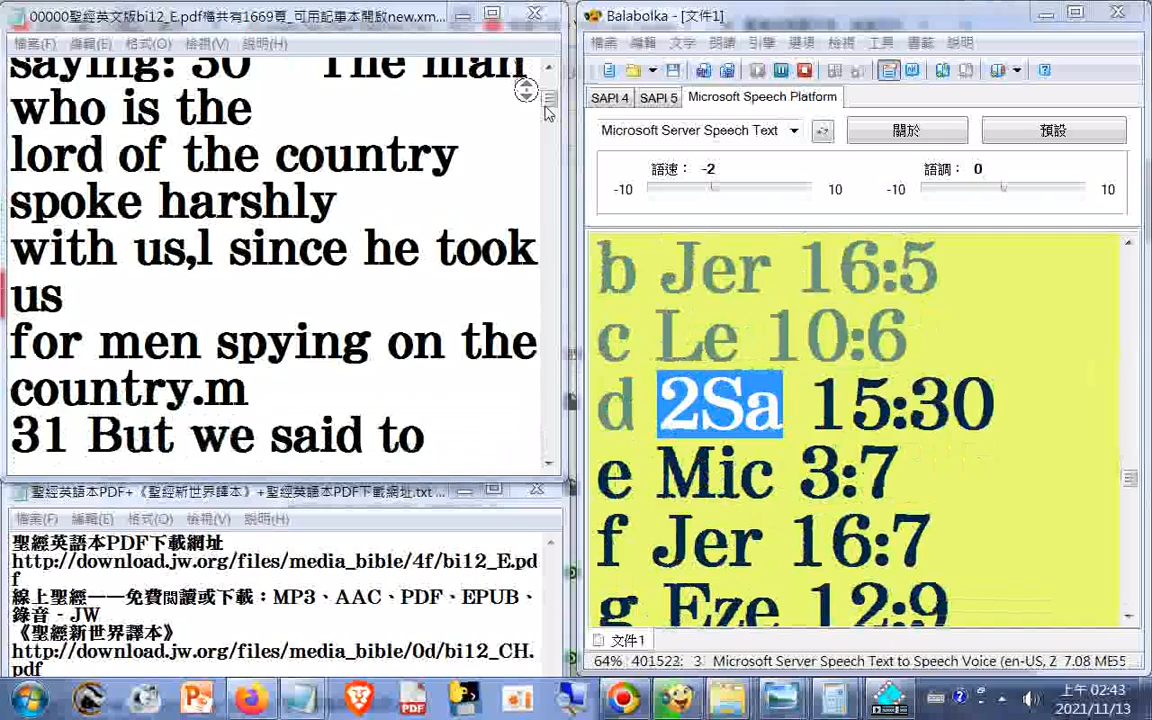 00000聖經英文版bi12_E.pdf檔共有1669頁_可用記事本開啟new.xm...
檔案(F) 編輯(E) 格式(O) 檢視(V) 說明(H)
saying: 30 The man
who is the
lord of the country
spoke harshly
with us,l since he took
us
for men spying on the
country.m
31 But we said to
聖經英語本PDF+《聖經新世界譯本》+聖經英語本PDF下載網址.txt ...
檔案(F) 編輯(E) 格式(O) 檢視(V) 說明(H)
聖經英語本PDF下載網址
http://download.jw.org/files/media_bible/4f/bi12_E.pd
f
線上聖經——免費閱讀或下載：MP3、AAC、PDF、EPUB、
錄音 - JW
《聖經新世界譯本》
http://download.jw.org/files/media_bible/0d/bi12_CH.
pdf
Balabolka - [文件1]
檔案 編輯 文字 朗讀 引擎 選項 檢視 工具 書籤 說明
SAPI 4 SAPI 5 Microsoft Speech Platform
Microsoft Server Speech Text 關於 預設
語速： -2 語調： 0
-10 10 -10 10
b Jer 16:5
c Le 10:6
d 2Sa 15:30
e Mic 3:7
f Jer 16:7
g Eze 12:9
文件1
64% 401522: 3 Microsoft Server Speech Text to Speech Voice (en-US, Z 7.08 MB
上午 02:43
2021/11/13